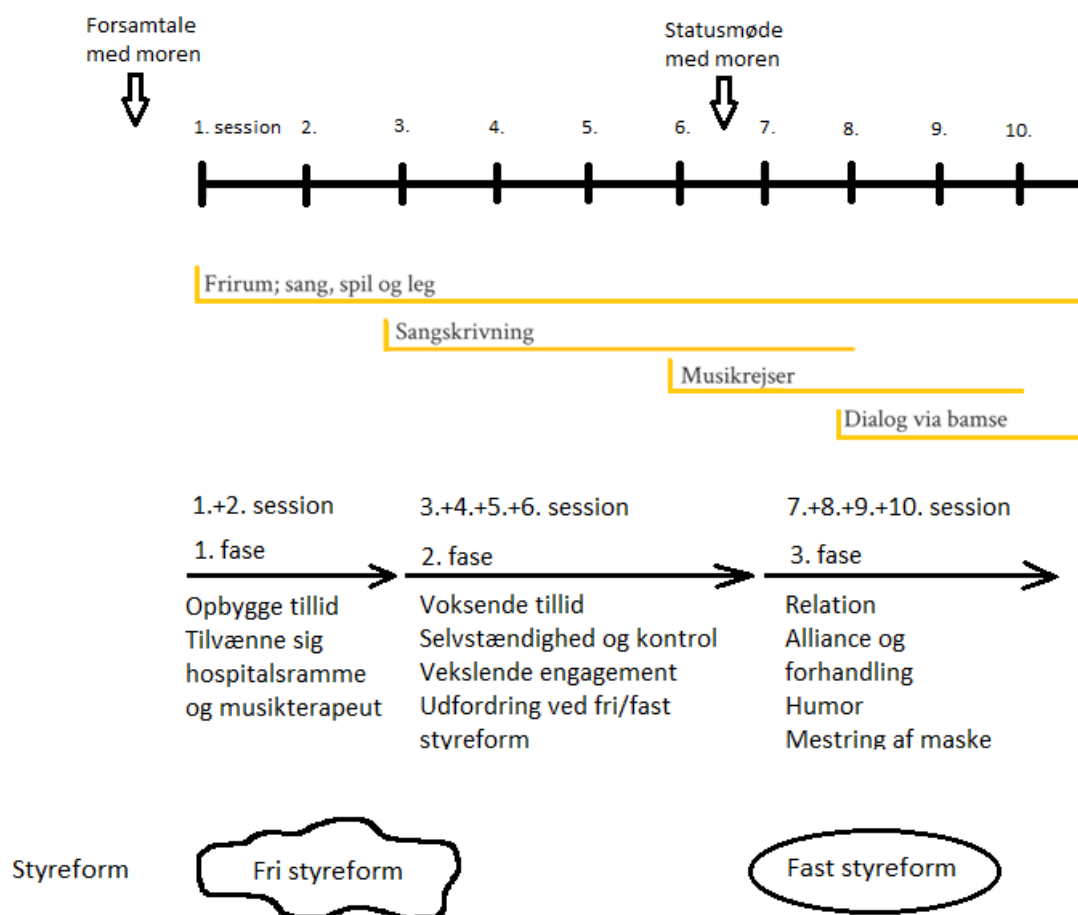 Forsamtale
med moren
Statusmøde
med moren
1. session 2. 3. 4. 5. 6. 7. 8. 9. 10.
Frirum; sang, spil og leg
Sangskrivning
Musikrejser
Dialog via bamse
1.+2. session
1. fase
Opbygge tillid
Tilvænne sig
hospitalsramme
og musikterapeut
3.+4.+5.+6. session
2. fase
Voksende tillid
Selvstændighed og kontrol
Vekslende engagement
Udfordring ved fri/fast
styreform
7.+8.+9.+10. session
3. fase
Relation
Alliance og
forhandling
Humor
Mestring af maske
Styreform
Fri styreform
Fast styreform